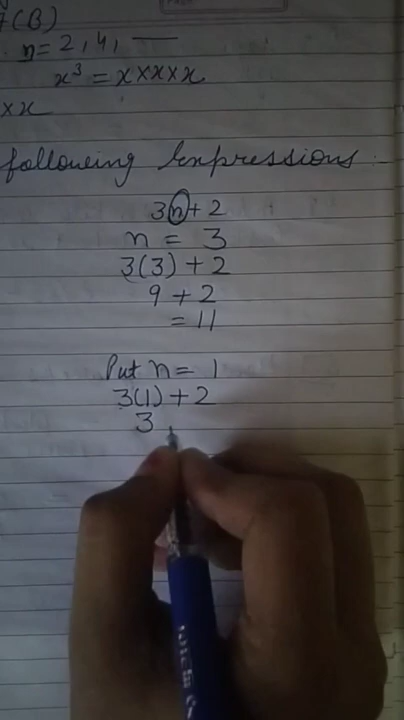 7(B)
n = 2, 4, __
x³ = x × x × x
× x
following Expressions :-
3n + 2
n = 3
3(3) + 2
9 + 2
= 11
Put n = 1
3(1) + 2
3